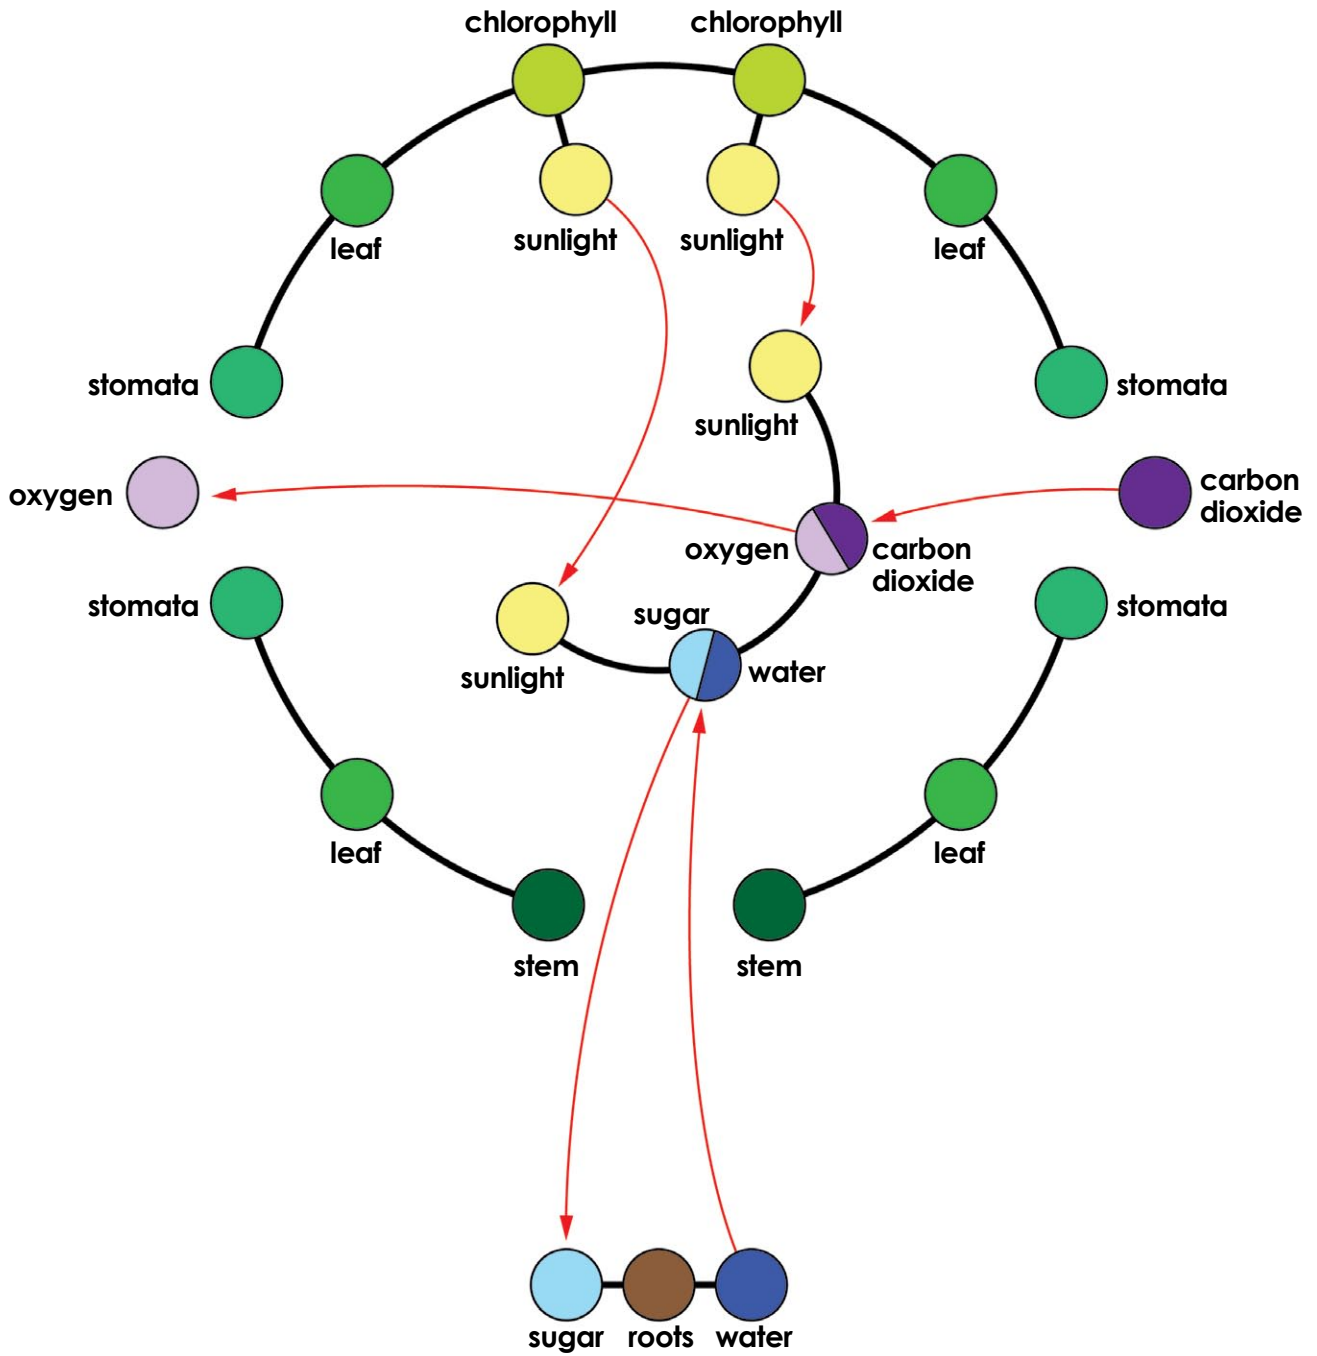 chlorophyll
chlorophyll
leaf
sunlight
sunlight
leaf
stomata
stomata
sunlight
oxygen
carbon
dioxide
oxygen
carbon
dioxide
stomata
sugar
stomata
sunlight
water
leaf
leaf
stem
stem
sugar
roots
water